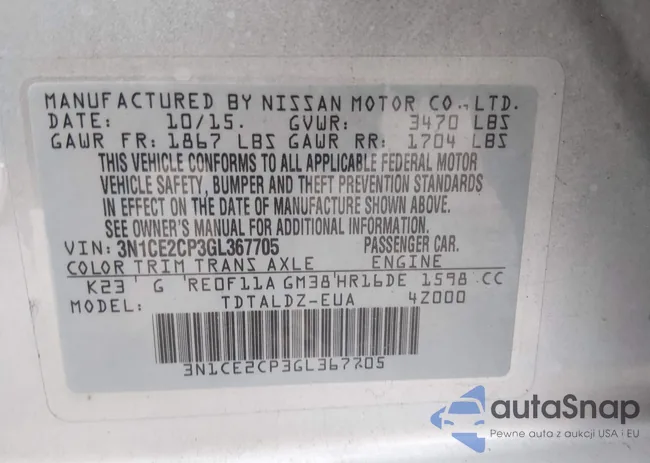 MANUFACTURED BY NISSAN MOTOR CO., LTD.
DATE: 10/15. GVWR: 3470 LBS
GAWR FR: 1867 LBS GAWR RR: 1704 LBS
THIS VEHICLE CONFORMS TO ALL APPLICABLE FEDERAL MOTOR
VEHICLE SAFETY, BUMPER AND THEFT PREVENTION STANDARDS
IN EFFECT ON THE DATE OF MANUFACTURE SHOWN ABOVE.
SEE OWNER'S MANUAL FOR ADDITIONAL INFORMATION.
VIN: 3N1CE2CP3GL367705 PASSENGER CAR.
COLOR TRIM TRANS AXLE ENGINE
K23 G RE0F11A GM38 HR16DE 1598 CC
MODEL: TDTALDZ-EUA 4Z000
3N1CE2CP3GL367705
autaSnap
Pewne auta z aukcji USA i EU